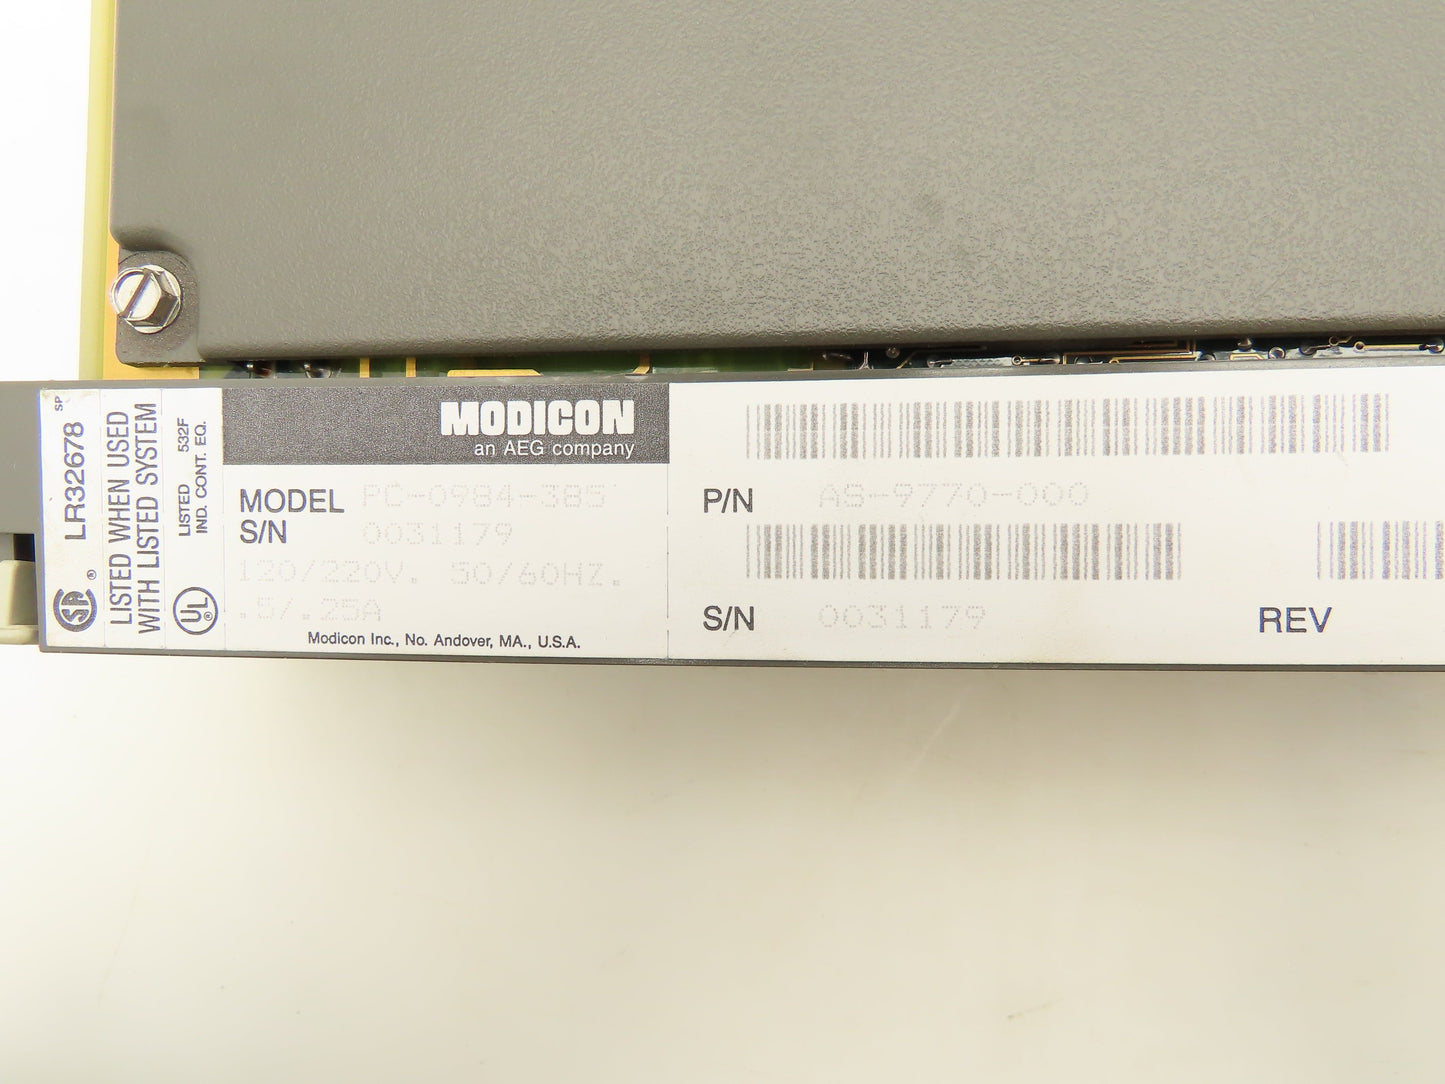 LR32678 SP
SA ®
LISTED WHEN USED
WITH LISTED SYSTEM
LISTED 532F
IND. CONT. EQ.
UL ®
MODICON
an AEG company
MODEL PC-0984-385
S/N 0031179
120/220V. 50/60HZ.
.5/.25A
Modicon Inc., No. Andover, MA., U.S.A.
P/N AS-9770-000
S/N 0031179
REV